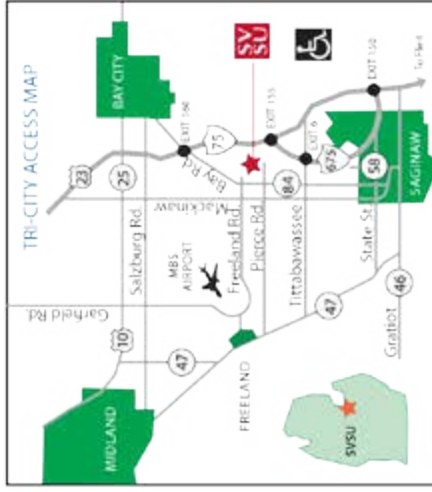 TRI-CITY ACCESS MAP
BAY CITY
SV
SU
EXIT 160
75
EXIT 155
EXIT 6
675
EXIT 150
To Flint
23
25
Bay Rd.
84
58
SAGINAW
Mackinaw
Salzburg Rd.
Freeland Rd.
Pierce Rd.
Tittabawassee
State St.
MBS
AIRPORT
Garfield Rd.
10
47
47
46
Gratiot
FREELAND
MIDLAND
SVSU